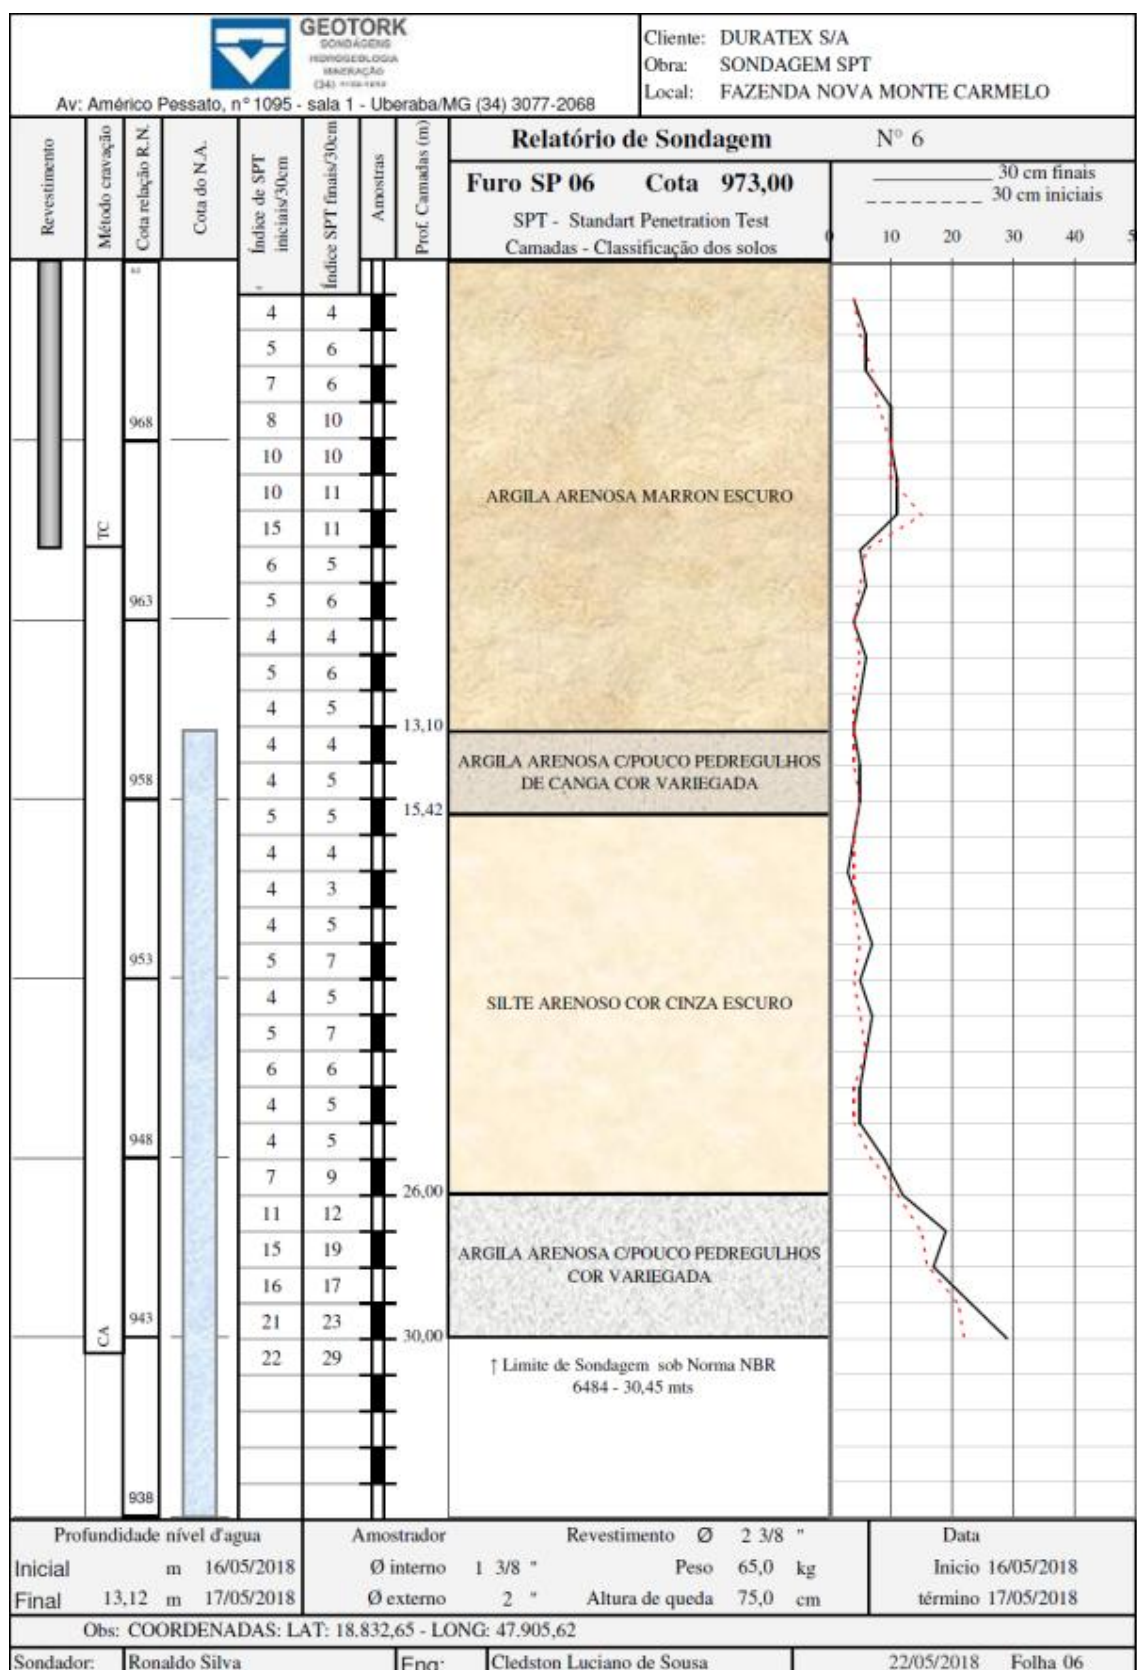 GEOTORK
SONDAGENS
HIDROGEOLOGIA
MINERAÇÃO
Av: Américo Pessato, n° 1095 - sala 1 - Uberaba/MG (34) 3077-2068
Cliente: DURATEX S/A
Obra: SONDAGEM SPT
Local: FAZENDA NOVA MONTE CARMELO
Revestimento
Método cravação
Cota relação R.N.
Cota do N.A.
Índice de SPT iniciais/30cm
Índice SPT finais/30cm
Amostras
Prof. Camadas (m)
Relatório de Sondagem N° 6
Furo SP 06 Cota 973,00
SPT - Standart Penetration Test
Camadas - Classificação dos solos
30 cm finais
30 cm iniciais
0 10 20 30 40 5
4 4
5 6
7 6
968 8 10
10 10
10 11
ARGILA ARENOSA MARRON ESCURO
TC 15 11
6 5
963 5 6
4 4
5 6
4 5
13,10
4 4
ARGILA ARENOSA C/POUCO PEDREGULHOS
DE CANGA COR VARIEGADA
958 4 5
15,42
5 5
4 4
4 3
4 5
953 5 7
4 5
SILTE ARENOSO COR CINZA ESCURO
5 7
6 6
4 5
948 4 5
7 9
26,00
11 12
15 19
ARGILA ARENOSA C/POUCO PEDREGULHOS
COR VARIEGADA
16 17
943 21 23
CA 30,00
22 29
↑ Limite de Sondagem sob Norma NBR
6484 - 30,45 mts
938
Profundidade nível d'agua Amostrador Revestimento Ø 2 3/8 " Data
Inicial m 16/05/2018 Ø interno 1 3/8 " Peso 65,0 kg Inicio 16/05/2018
Final 13,12 m 17/05/2018 Ø externo 2 " Altura de queda 75,0 cm término 17/05/2018
Obs: COORDENADAS: LAT: 18.832,65 - LONG: 47.905,62
Sondador: Ronaldo Silva Eng: Cledston Luciano de Sousa 22/05/2018 Folha 06